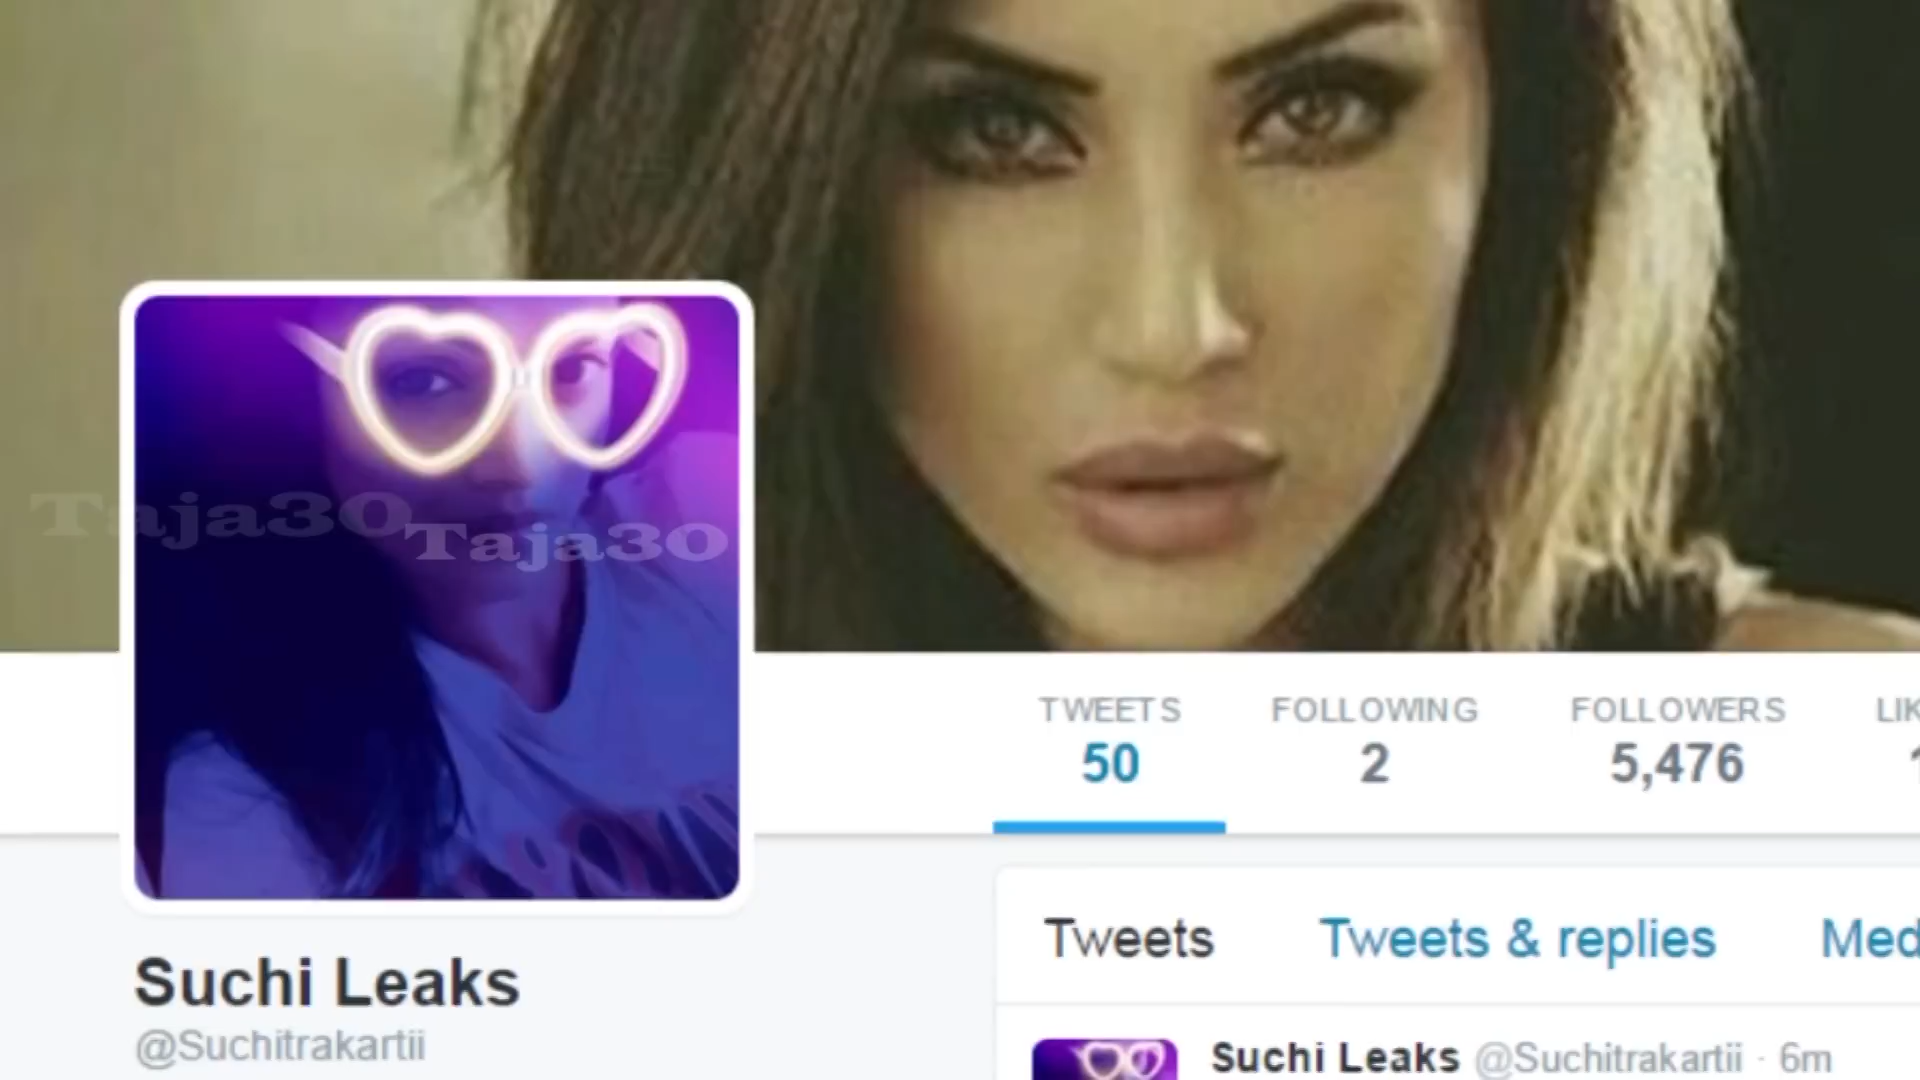 Taja30
Taja30
TWEETS FOLLOWING FOLLOWERS
50 2 5,476
Tweets Tweets & replies Med
Suchi Leaks
@Suchitrakartii
Suchi Leaks @Suchitrakartii · 6m